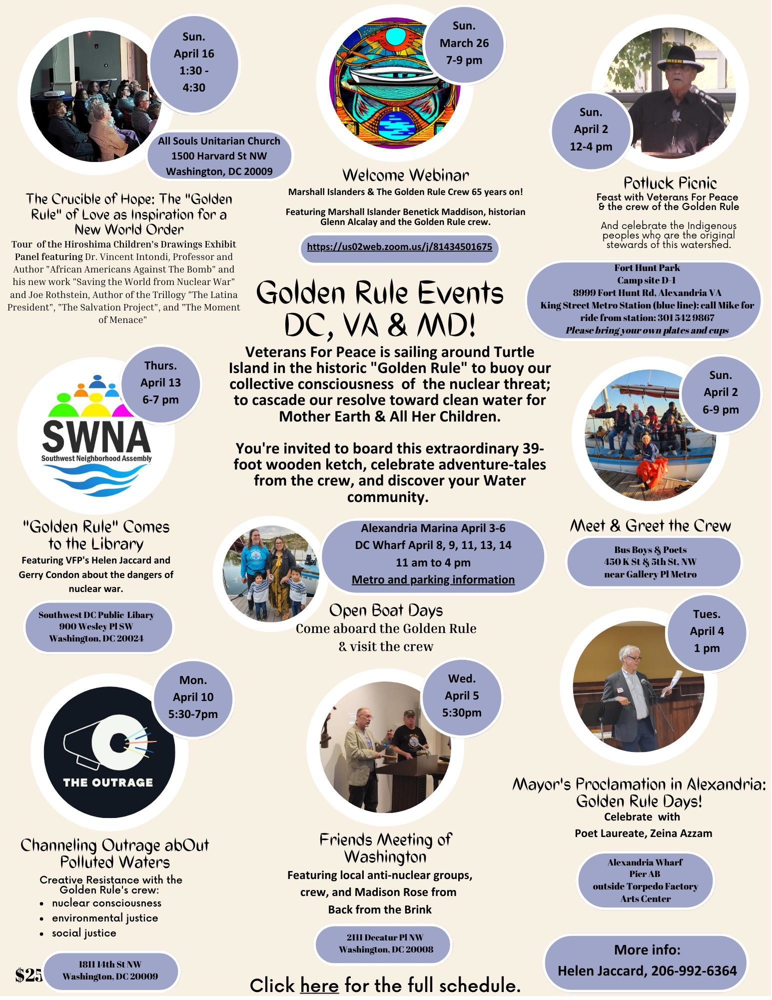 Sun.
April 16
1:30 -
4:30
All Souls Unitarian Church
1500 Harvard St NW
Washington, DC 20009
The Crucible of Hope: The "Golden
Rule" of Love as Inspiration for a
New World Order
Tour of the Hiroshima Children's Drawings Exhibit
Panel featuring Dr. Vincent Intondi, Professor and
Author "African Americans Against The Bomb" and
his new work "Saving the World from Nuclear War"
and Joe Rothstein, Author of the Trillogy "The Latina
President", "The Salvation Project", and "The Moment
of Menace"
Sun.
March 26
7-9 pm
Welcome Webinar
Marshall Islanders & The Golden Rule Crew 65 years on!
Featuring Marshall Islander Benetick Maddison, historian
Glenn Alcalay and the Golden Rule crew.
https://us02web.zoom.us/j/81434501675
Sun.
April 2
12-4 pm
Potluck Picnic
Feast with Veterans For Peace
& the crew of the Golden Rule
And celebrate the Indigenous
peoples who are the original
stewards of this watershed.
Fort Hunt Park
Camp site D-1
8999 Fort Hunt Rd, Alexandria VA
King Street Metro Station (blue line): call Mike for
ride from station: 301 542 9867
Please bring your own plates and cups
Golden Rule Events
DC, VA & MD!
Veterans For Peace is sailing around Turtle
Island in the historic "Golden Rule" to buoy our
collective consciousness of the nuclear threat;
to cascade our resolve toward clean water for
Mother Earth & All Her Children.
You're invited to board this extraordinary 39-
foot wooden ketch, celebrate adventure-tales
from the crew, and discover your Water
community.
Thurs.
April 13
6-7 pm
SWNA
Southwest Neighborhood Assembly
"Golden Rule" Comes
to the Library
Featuring VFP's Helen Jaccard and
Gerry Condon about the dangers of
nuclear war.
Southwest DC Public Libary
900 Wesley Pl SW
Washington, DC 20024
Sun.
April 2
6-9 pm
Meet & Greet the Crew
Bus Boys & Poets
450 K St & 5th St, NW
near Gallery Pl Metro
Alexandria Marina April 3-6
DC Wharf April 8, 9, 11, 13, 14
11 am to 4 pm
Metro and parking information
Open Boat Days
Come aboard the Golden Rule
& visit the crew
Tues.
April 4
1 pm
Mayor's Proclamation in Alexandria:
Golden Rule Days!
Celebrate with
Poet Laureate, Zeina Azzam
Alexandria Wharf
Pier AB
outside Torpedo Factory
Arts Center
Mon.
April 10
5:30-7pm
THE OUTRAGE
Channeling Outrage abOut
Polluted Waters
Creative Resistance with the
Golden Rule's crew:
• nuclear consciousness
• environmental justice
• social justice
$25
1811 14th St NW
Washington, DC 20009
Wed.
April 5
5:30pm
Friends Meeting of
Washington
Featuring local anti-nuclear groups,
crew, and Madison Rose from
Back from the Brink
2111 Decatur Pl NW
Washington, DC 20008
More info:
Helen Jaccard, 206-992-6364
Click here for the full schedule.